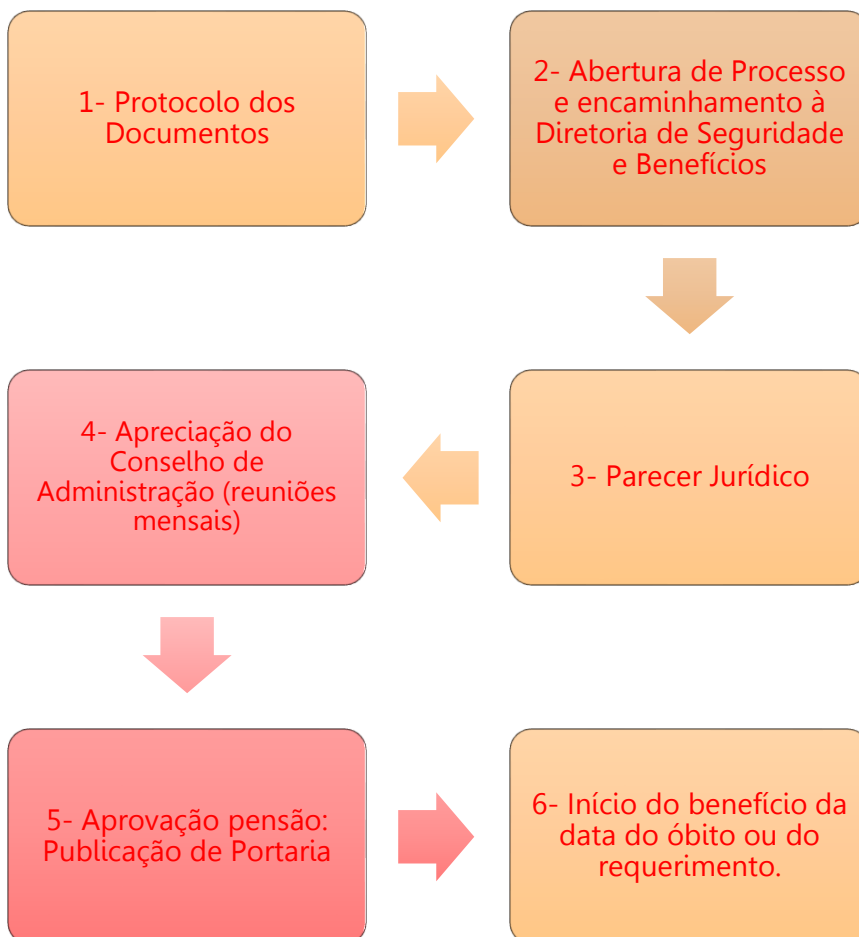 1- Protocolo dos
Documentos
2- Abertura de Processo
e encaminhamento à
Diretoria de Seguridade
e Benefícios
3- Parecer Jurídico
4- Apreciação do
Conselho de
Administração (reuniões
mensais)
5- Aprovação pensão:
Publicação de Portaria
6- Início do benefício da
data do óbito ou do
requerimento.